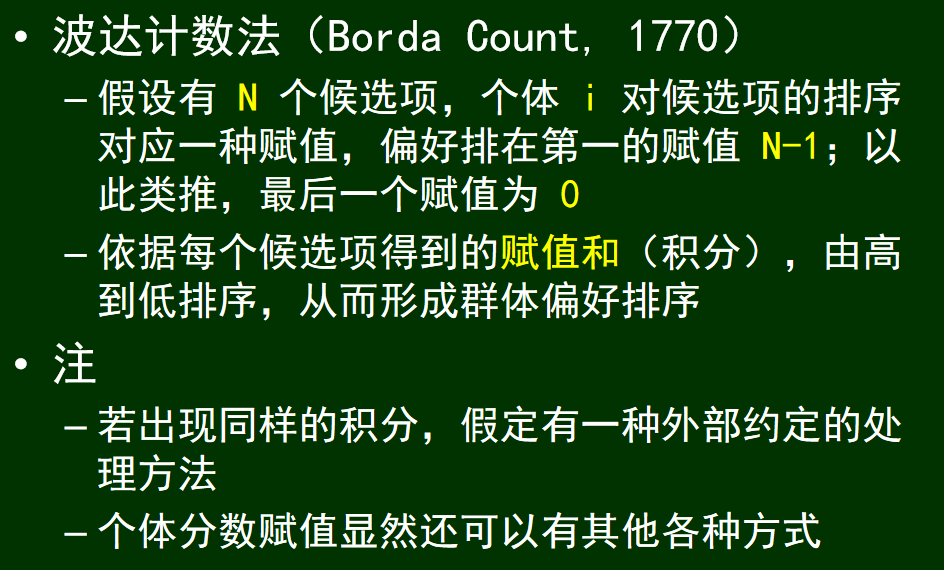 • 波达计数法（Borda Count, 1770）
– 假设有 N 个候选项，个体 i 对候选项的排序
对应一种赋值，偏好排在第一的赋值 N-1；以
此类推，最后一个赋值为 0
– 依据每个候选项得到的赋值和（积分），由高
到低排序，从而形成群体偏好排序
• 注
– 若出现同样的积分，假定有一种外部约定的处
理方法
– 个体分数赋值显然还可以有其他各种方式